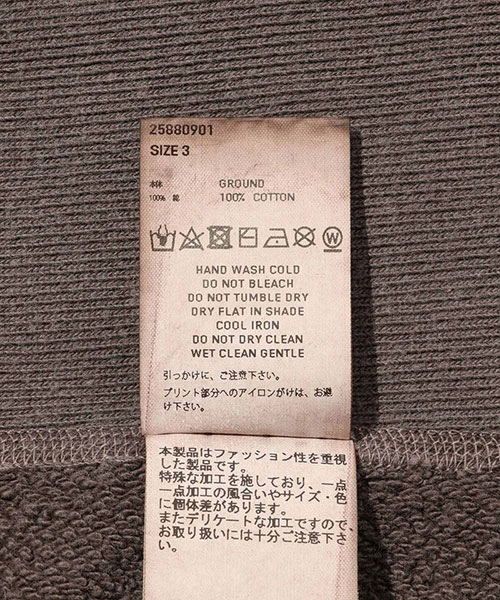 25880901
SIZE 3
本体 GROUND
100% 綿 100% COTTON
HAND WASH COLD
DO NOT BLEACH
DO NOT TUMBLE DRY
DRY FLAT IN SHADE
COOL IRON
DO NOT DRY CLEAN
WET CLEAN GENTLE
引っかけに、ご注意下さい。
プリント部分へのアイロンがけは、お避
け下さい。
本製品はファッション性を重視
した製品です。
特殊な加工を施しており、一点
一点加工の風合いやサイズ・色
に個体差があります。
またデリケートな加工ですので、
お取り扱いには十分ご注意下さ
い。